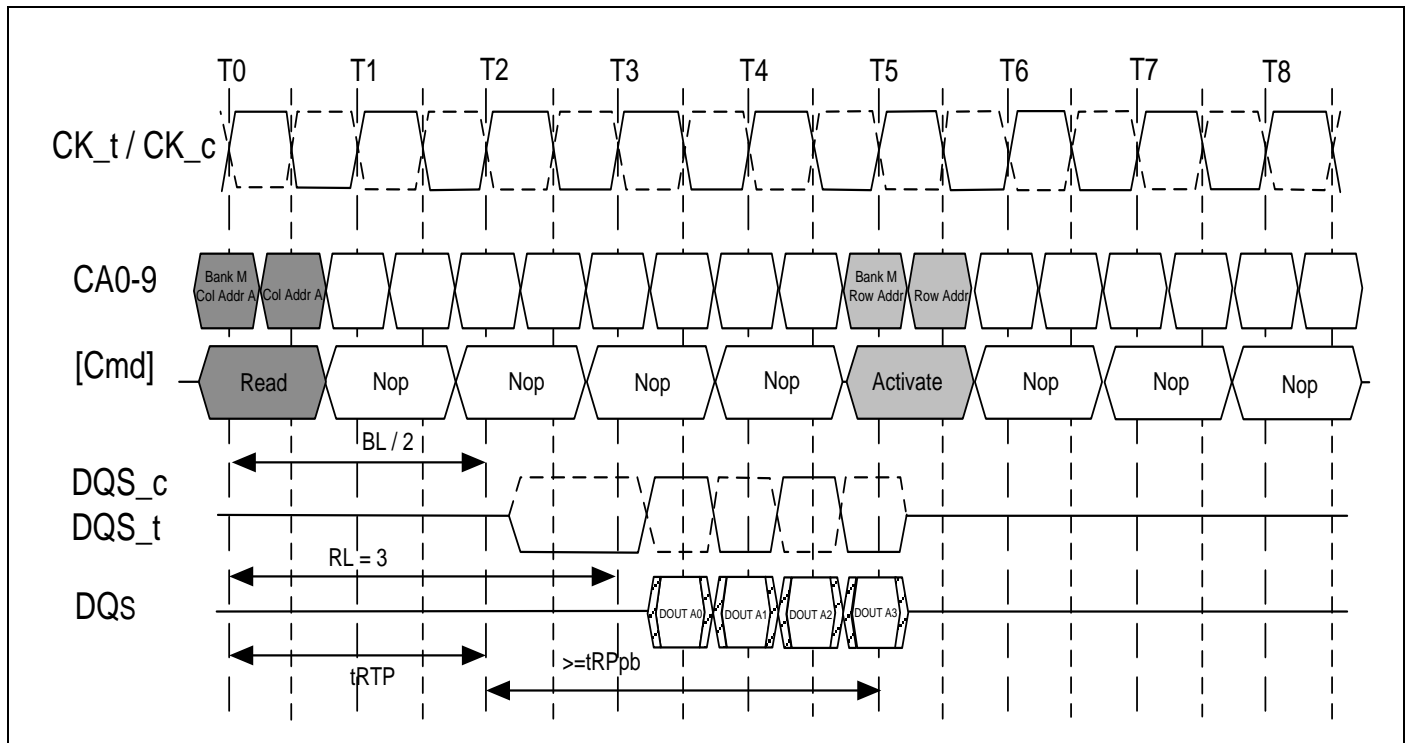 T0 T1 T2 T3 T4 T5 T6 T7 T8
CK_t / CK_c
CA0-9
Bank M
Col Addr A
Col Addr A
Bank M
Row Addr
Row Addr
[Cmd]
Read Nop Nop Nop Nop Activate Nop Nop Nop
BL / 2
DQS_c
DQS_t
RL = 3
DQs
DOUT A0 DOUT A1 DOUT A2 DOUT A3
tRTP
>=tRPpb